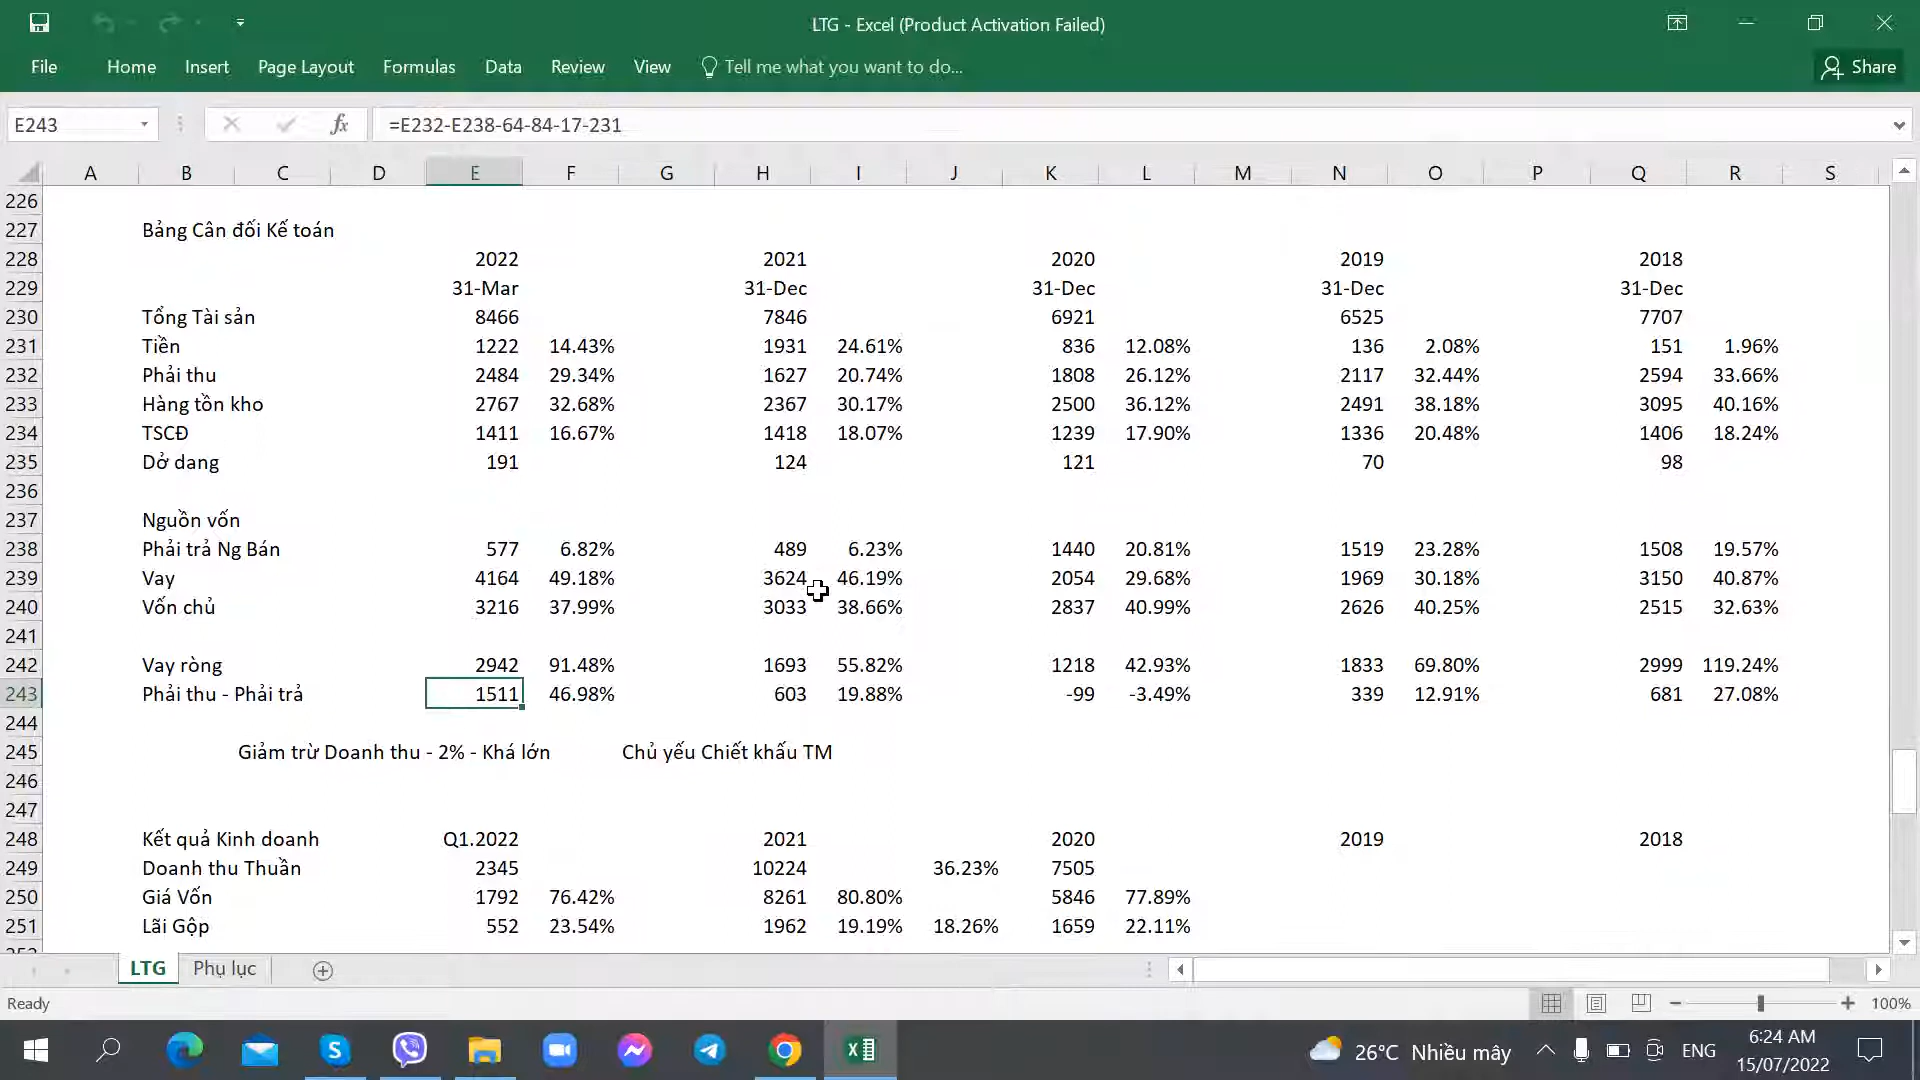 LTG - Excel (Product Activation Failed)
File Home Insert Page Layout Formulas Data Review View Tell me what you want to do... Share
E243 fx =E232-E238-64-84-17-231
A B C D E F G H I J K L M N O P Q R S
226
227 Bảng Cân đối Kế toán
228 2022 2021 2020 2019 2018
229 31-Mar 31-Dec 31-Dec 31-Dec 31-Dec
230 Tổng Tài sản 8466 7846 6921 6525 7707
231 Tiền 1222 14.43% 1931 24.61% 836 12.08% 136 2.08% 151 1.96%
232 Phải thu 2484 29.34% 1627 20.74% 1808 26.12% 2117 32.44% 2594 33.66%
233 Hàng tồn kho 2767 32.68% 2367 30.17% 2500 36.12% 2491 38.18% 3095 40.16%
234 TSCĐ 1411 16.67% 1418 18.07% 1239 17.90% 1336 20.48% 1406 18.24%
235 Dở dang 191 124 121 70 98
236
237 Nguồn vốn
238 Phải trả Ng Bán 577 6.82% 489 6.23% 1440 20.81% 1519 23.28% 1508 19.57%
239 Vay 4164 49.18% 3624 46.19% 2054 29.68% 1969 30.18% 3150 40.87%
240 Vốn chủ 3216 37.99% 3033 38.66% 2837 40.99% 2626 40.25% 2515 32.63%
241
242 Vay ròng 2942 91.48% 1693 55.82% 1218 42.93% 1833 69.80% 2999 119.24%
243 Phải thu - Phải trả 1511 46.98% 603 19.88% -99 -3.49% 339 12.91% 681 27.08%
244
245 Giảm trừ Doanh thu - 2% - Khá lớn Chủ yếu Chiết khấu TM
246
247
248 Kết quả Kinh doanh Q1.2022 2021 2020 2019 2018
249 Doanh thu Thuần 2345 10224 36.23% 7505
250 Giá Vốn 1792 76.42% 8261 80.80% 5846 77.89%
251 Lãi Gộp 552 23.54% 1962 19.19% 18.26% 1659 22.11%
LTG Phụ lục
Ready 100%
26°C Nhiều mây ENG 6:24 AM
15/07/2022